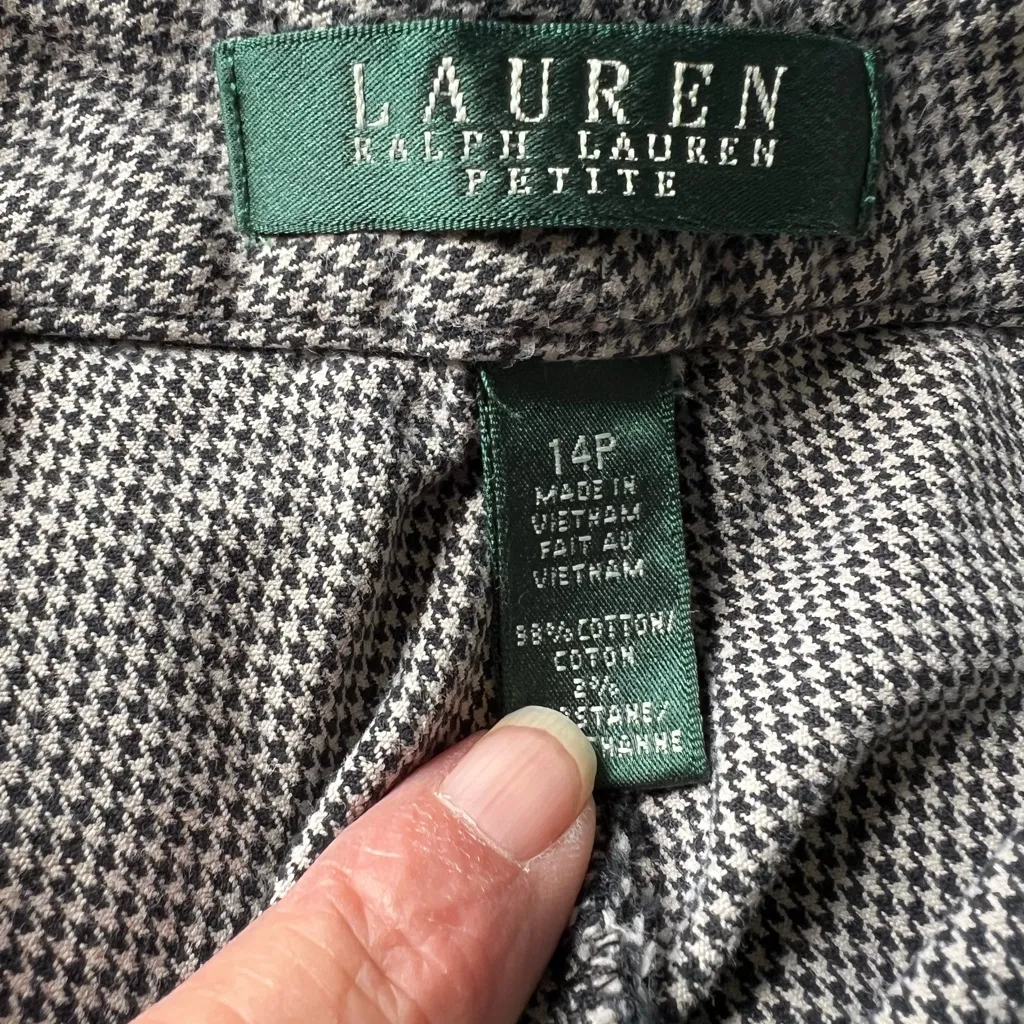 LAUREN
RALPH LAUREN
PETITE
14P
MADE IN
VIETNAM
FAIT AU
VIETNAM
98%COTTON/
COTON
2%